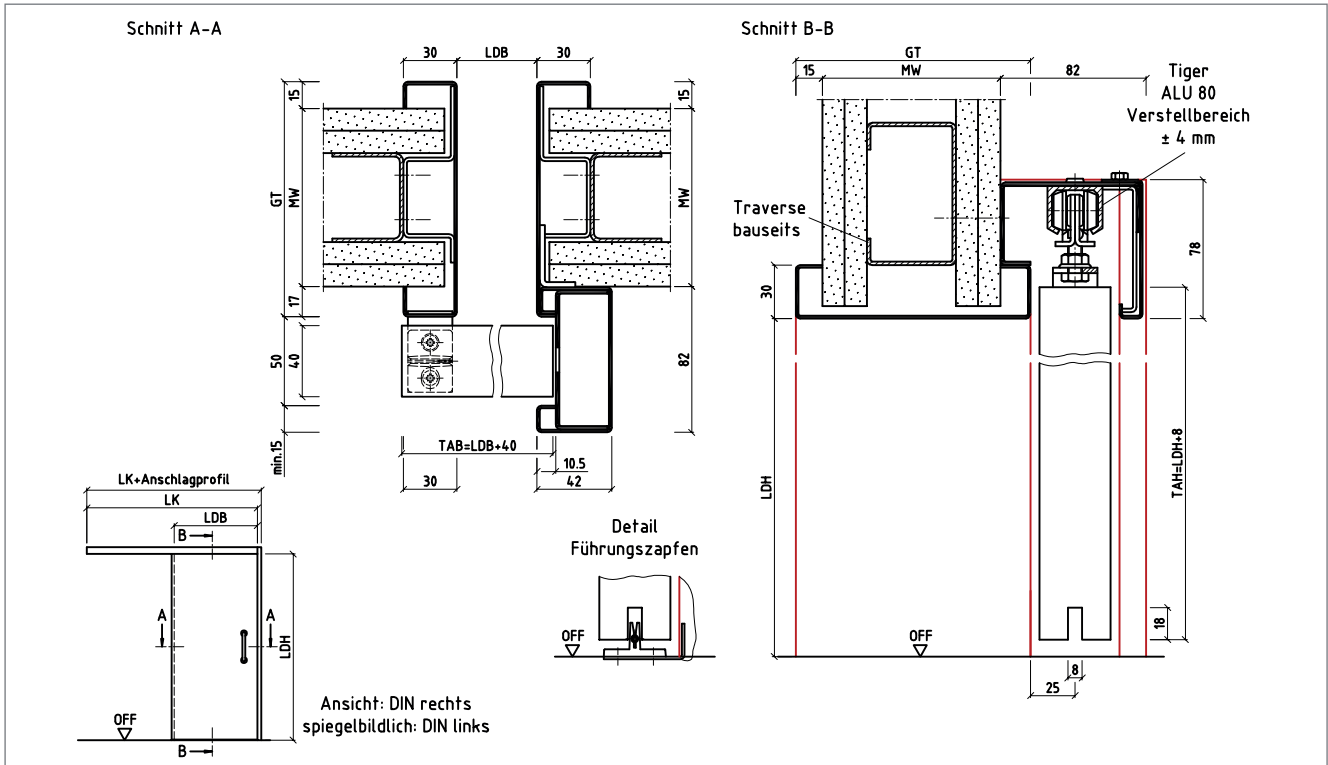 Schnitt A-A
30
LDB
30
15
15
GT
MW
MW
17
50
40
82
min.15
TAB=LDB+40
10.5
30
42
Schnitt B-B
GT
15
MW
82
Tiger
ALU 80
Verstellbereich
± 4 mm
Traverse
bauseits
78
30
LDH
TAH=LDH+8
18
OFF
8
25
LK+Anschlagprofil
LK
LDB
B
A
A
LDH
OFF
B
Ansicht: DIN rechts
spiegelbildlich: DIN links
Detail
Führungszapfen
OFF